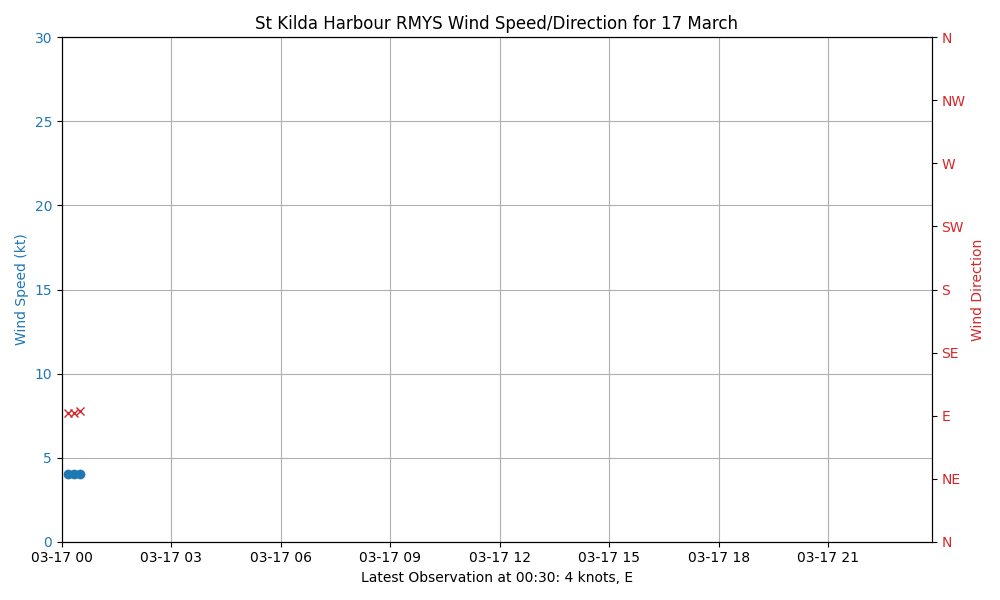 St Kilda Harbour RMYS Wind Speed/Direction for 17 March
30
25
20
15
10
5
0
Wind Speed (kt)
N
NW
W
SW
S
SE
E
NE
N
Wind Direction
03-17 00 03-17 03 03-17 06 03-17 09 03-17 12 03-17 15 03-17 18 03-17 21
Latest Observation at 00:30: 4 knots, E